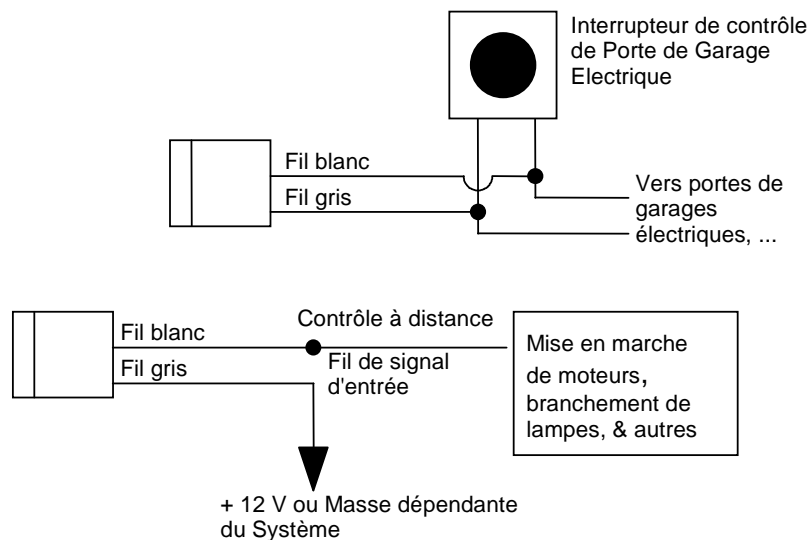 Interrupteur de contrôle
de Porte de Garage
Electrique
Fil blanc
Fil gris
Vers portes de
garages
électriques, ...
Fil blanc
Fil gris
Contrôle à distance
Fil de signal
d'entrée
Mise en marche
de moteurs,
branchement de
lampes, & autres
+ 12 V ou Masse dépendante
du Système